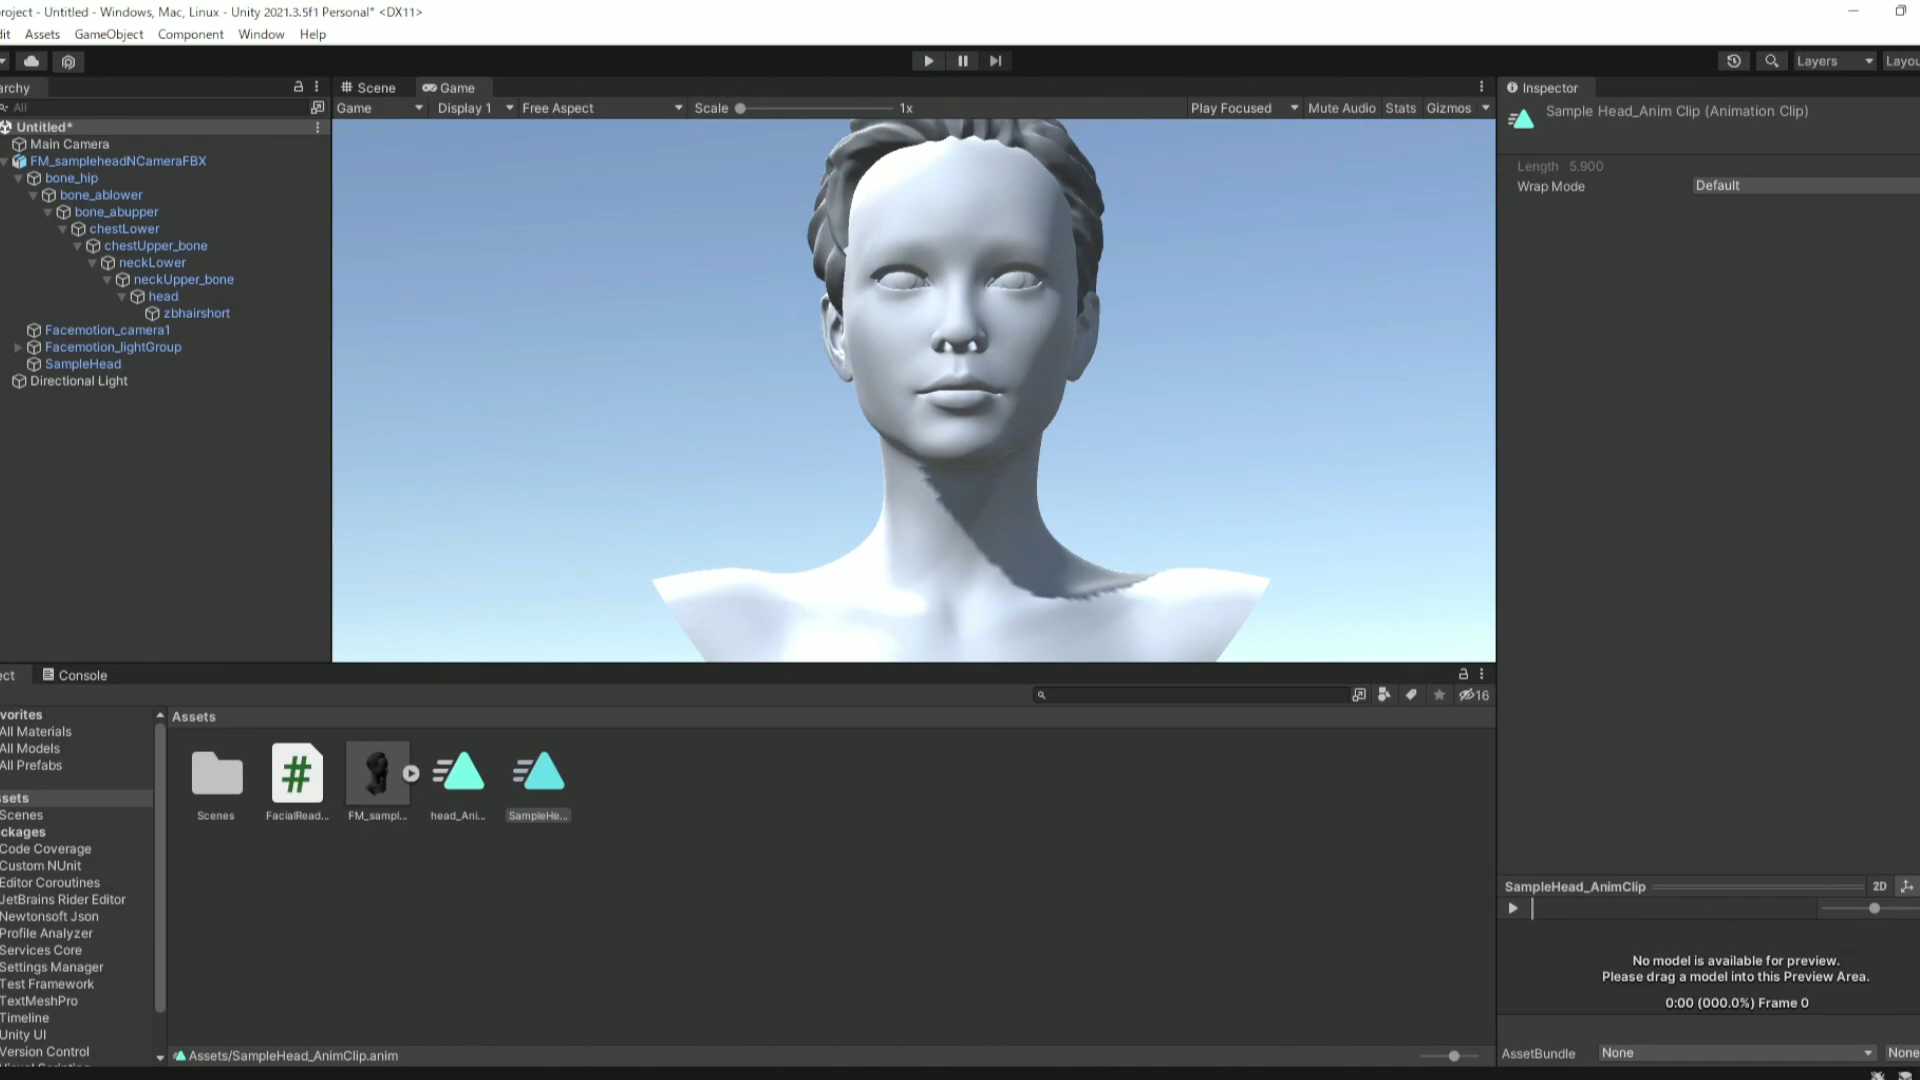 roject - Untitled - Windows, Mac, Linux - Unity 2021.3.5f1 Personal* <DX11>
dit Assets GameObject Component Window Help
Layers Layou
archy
All
Untitled*
Main Camera
FM_sampleheadNCameraFBX
bone_hip
bone_ablower
bone_abupper
chestLower
chestUpper_bone
neckLower
neckUpper_bone
head
zbhairshort
Facemotion_camera1
Facemotion_lightGroup
SampleHead
Directional Light
Scene Game
Game Display 1 Free Aspect Scale 1x Play Focused Mute Audio Stats Gizmos
Inspector
Sample Head_Anim Clip (Animation Clip)
Length 5.900
Wrap Mode Default
ect Console
16
vorites
All Materials
All Models
All Prefabs
sets
Scenes
ckages
Code Coverage
Custom NUnit
Editor Coroutines
JetBrains Rider Editor
Newtonsoft Json
Profile Analyzer
Services Core
Settings Manager
Test Framework
TextMeshPro
Timeline
Unity UI
Version Control
Assets
#
Scenes FacialRead... FM_sampl... head_Ani... SampleHe...
Assets/SampleHead_AnimClip.anim
SampleHead_AnimClip 2D
No model is available for preview.
Please drag a model into this Preview Area.
0:00 (000.0%) Frame 0
AssetBundle None None